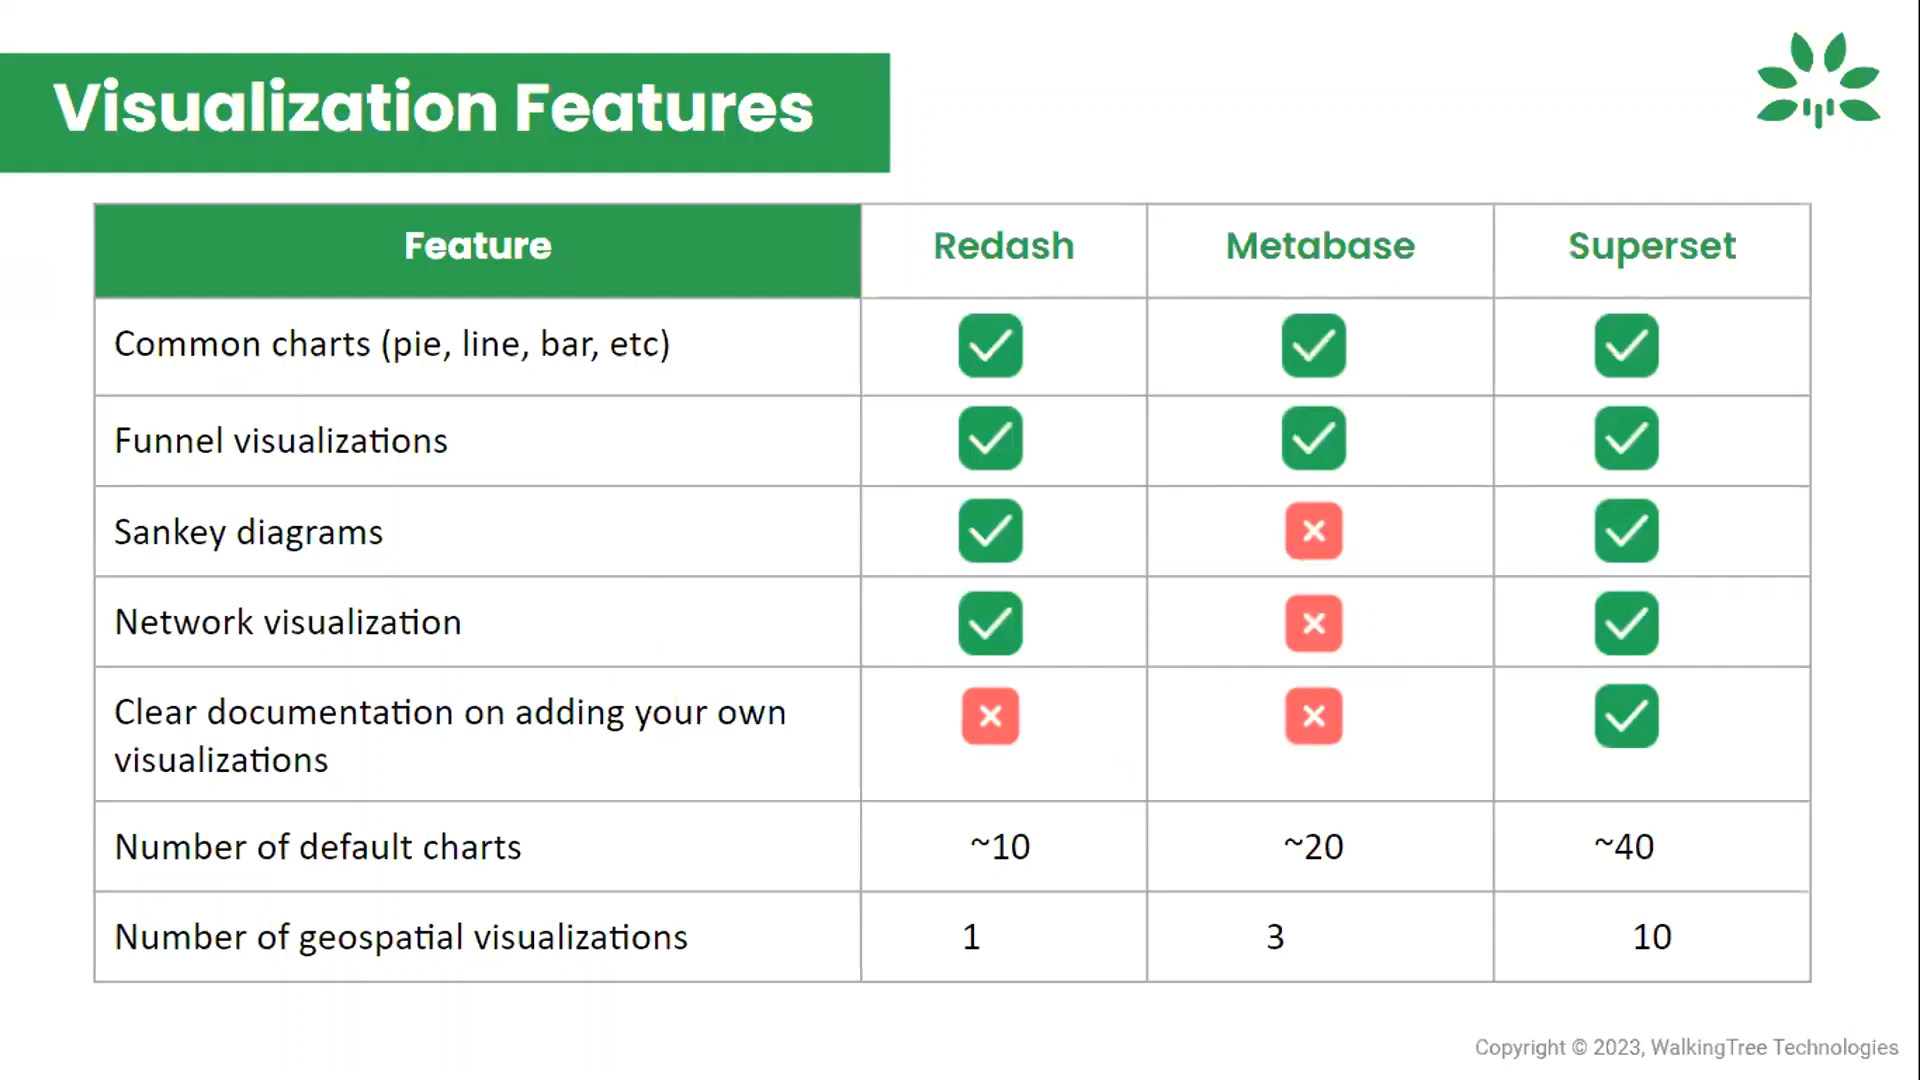 Visualization Features
Feature Redash Metabase Superset
Common charts (pie, line, bar, etc)
Funnel visualizations
Sankey diagrams
Network visualization
Clear documentation on adding your own
visualizations
Number of default charts ~10 ~20 ~40
Number of geospatial visualizations 1 3 10
Copyright © 2023, WalkingTree Technologies